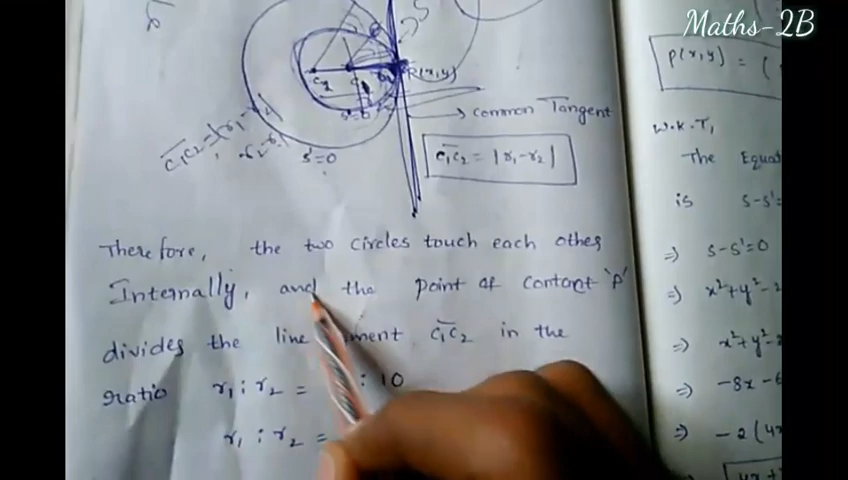 Maths-2B
P(x,y)
Common Tangent
C1C2 = |r1-r2|
s'=0
Therefore, the two circles touch each other
Internally, and the point of contact 'P'
divides the line ment C1C2 in the
ratio r1 : r2 = : 10
r1 : r2 =
P(x,y) = (
W.K.T,
The Equa
is S-S'=
⇒ S-S'=0
⇒ x²+y²-2
⇒ x²+y²-
⇒ -8x-6
⇒ -2(4x